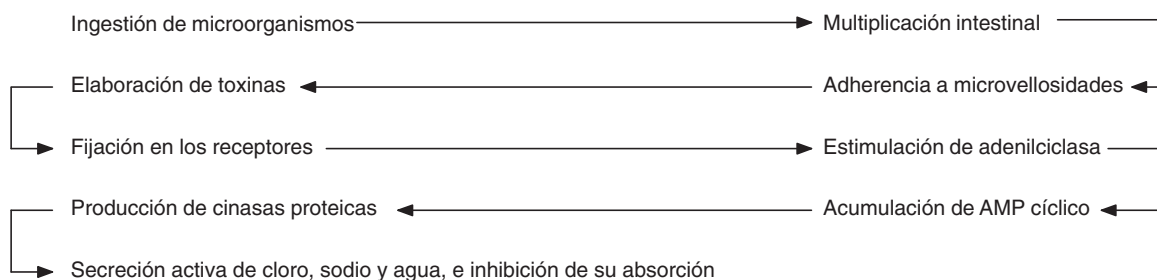 Ingestión de microorganismos
Multiplicación intestinal
Elaboración de toxinas
Adherencia a microvellosidades
Fijación en los receptores
Estimulación de adenilciclasa
Producción de cinasas proteicas
Acumulación de AMP cíclico
Secreción activa de cloro, sodio y agua, e inhibición de su absorción